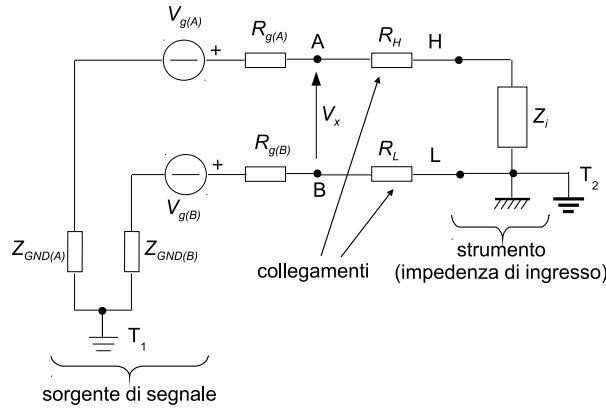 V_g(A)
+
R_g(A)
A
R_H
H
V_x
Z_i
R_g(B)
R_L
L
T_2
+
B
V_g(B)
Z_GND(A)
Z_GND(B)
collegamenti
strumento
(impedenza di ingresso)
T_1
sorgente di segnale